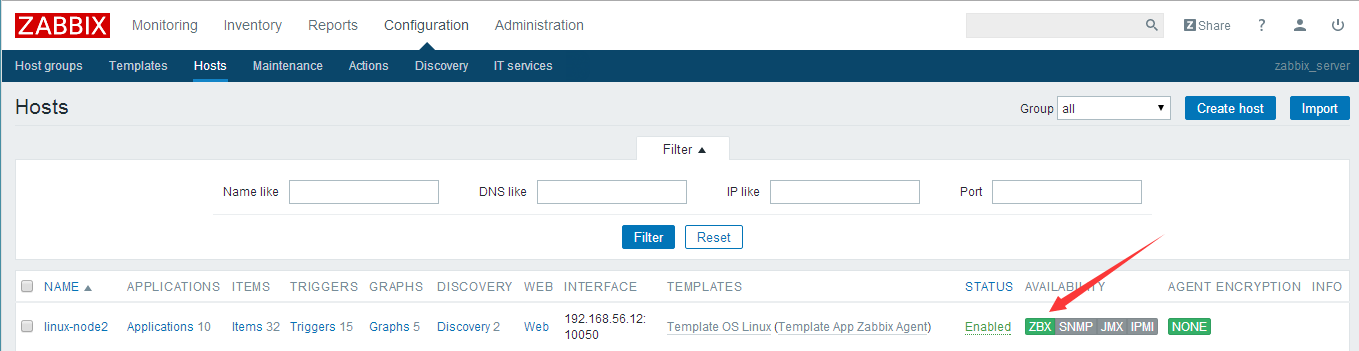 ZABBIX Monitoring Inventory Reports Configuration Administration Z Share ?
Host groups Templates Hosts Maintenance Actions Discovery IT services zabbix_server
Hosts Group all Create host Import
Filter
Name like DNS like IP like Port
Filter Reset
NAME APPLICATIONS ITEMS TRIGGERS GRAPHS DISCOVERY WEB INTERFACE TEMPLATES STATUS AVAILABILITY AGENT ENCRYPTION INFO
linux-node2 Applications 10 Items 32 Triggers 15 Graphs 5 Discovery 2 Web 192.168.56.12: Template OS Linux (Template App Zabbix Agent) Enabled ZBX SNMP JMX IPMI NONE
10050